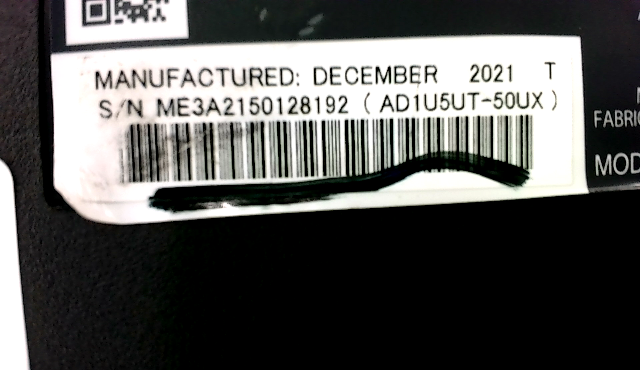 MANUFACTURED: DECEMBER 2021 T
S/N ME3A2150128192 ( AD1U5UT-50UX )
FABRIC
MOD